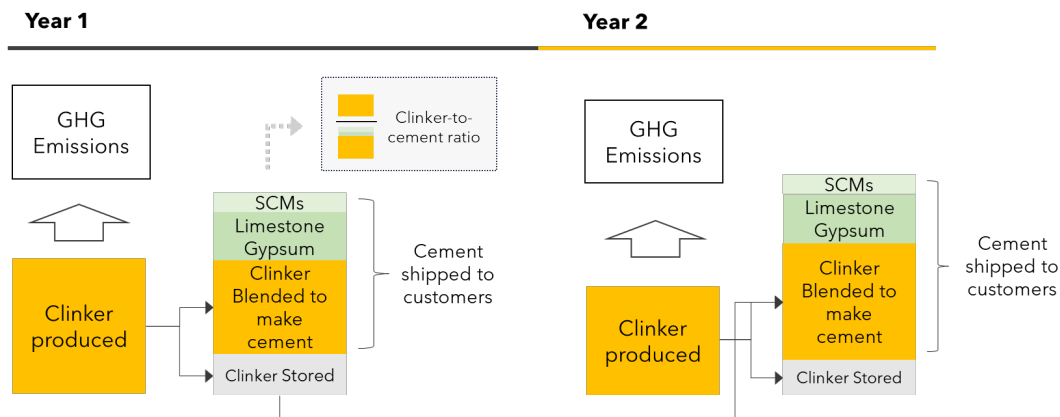 Year 1
Year 2
GHG
Emissions
Clinker-to-
cement ratio
GHG
Emissions
SCMs
Limestone
Gypsum
Clinker
Blended to
make
cement
Clinker Stored
Cement
shipped to
customers
Clinker
produced
SCMs
Limestone
Gypsum
Clinker
Blended to
make
cement
Clinker Stored
Cement
shipped to
customers
Clinker
produced